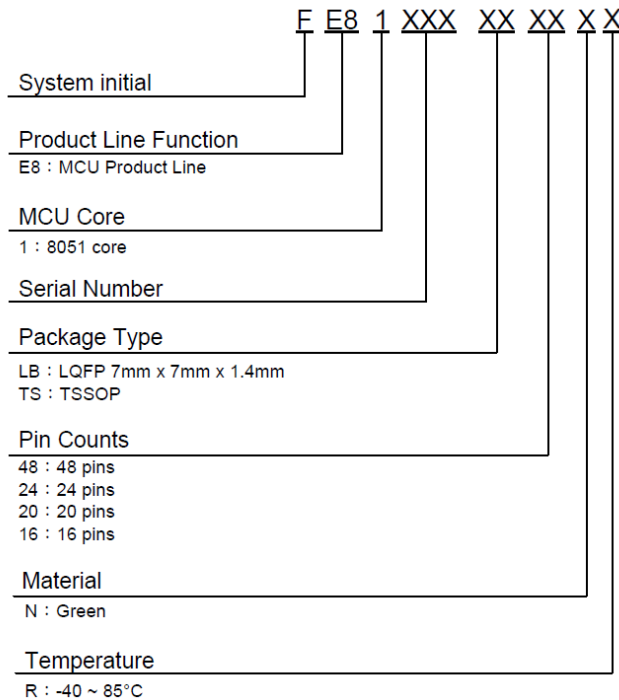 F E8 1 XXX XX XX X X
System initial
Product Line Function
E8：MCU Product Line
MCU Core
1：8051 core
Serial Number
Package Type
LB：LQFP 7mm x 7mm x 1.4mm
TS：TSSOP
Pin Counts
48：48 pins
24：24 pins
20：20 pins
16：16 pins
Material
N：Green
Temperature
R：-40 ~ 85°C